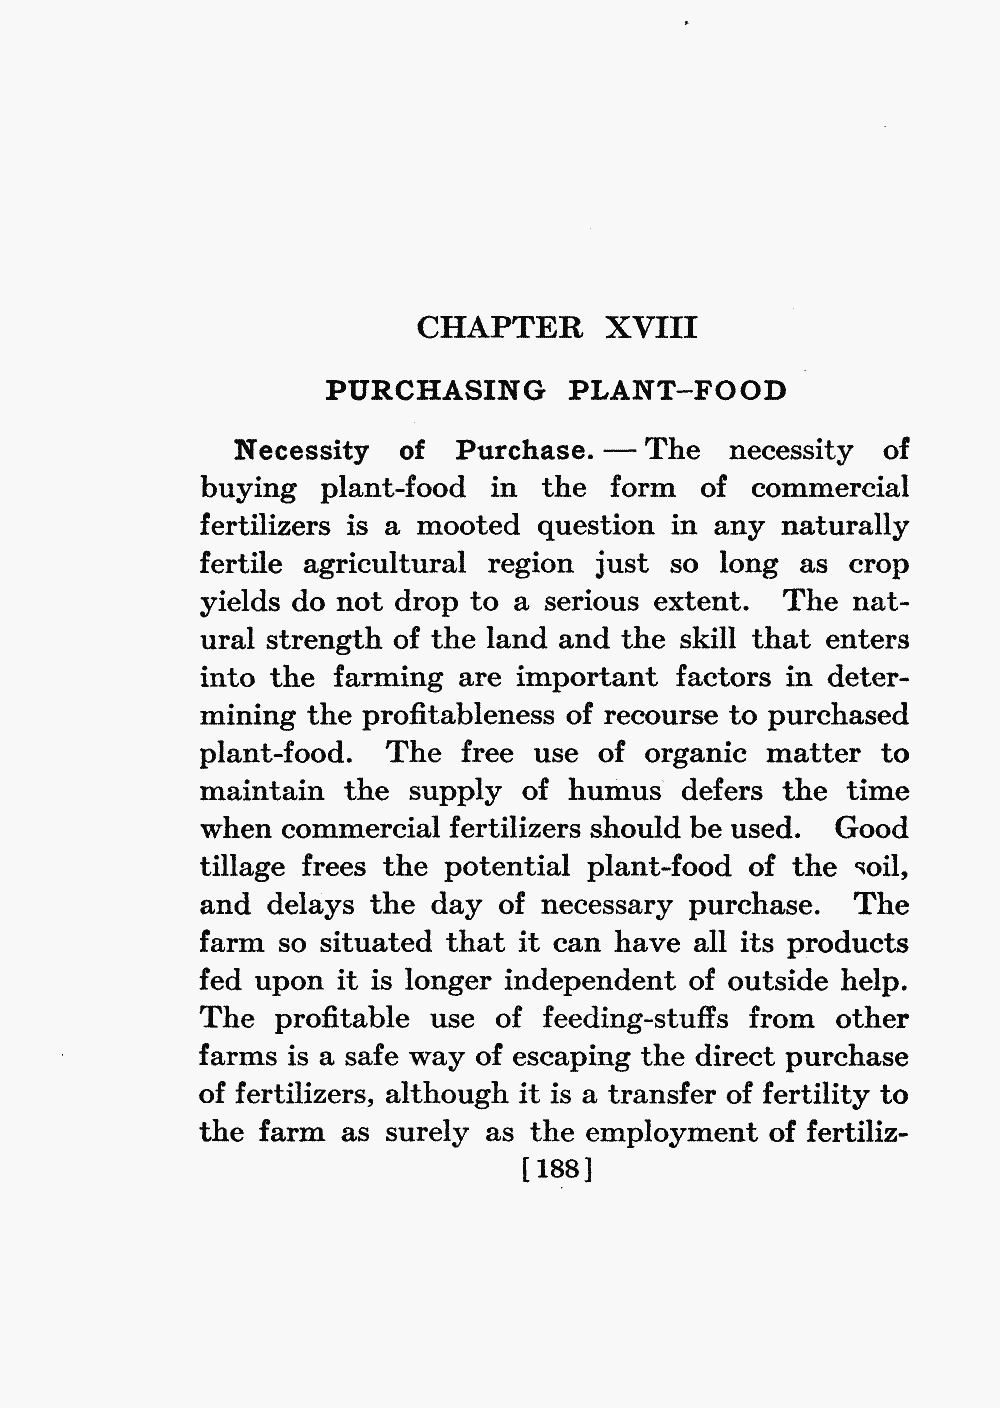 CHAPTER XVIII
PURCHASING PLANT-FOOD
Necessity of Purchase. — The necessity of
buying plant-food in the form of commercial
fertilizers is a mooted question in any naturally
fertile agricultural region just so long as crop
yields do not drop to a serious extent. The nat-
ural strength of the land and the skill that enters
into the farming are important factors in deter-
mining the profitableness of recourse to purchased
plant-food. The free use of organic matter to
maintain the supply of humus defers the time
when commercial fertilizers should be used. Good
tillage frees the potential plant-food of the soil,
and delays the day of necessary purchase. The
farm so situated that it can have all its products
fed upon it is longer independent of outside help.
The profitable use of feeding-stuffs from other
farms is a safe way of escaping the direct purchase
of fertilizers, although it is a transfer of fertility to
the farm as surely as the employment of fertiliz-
[188]